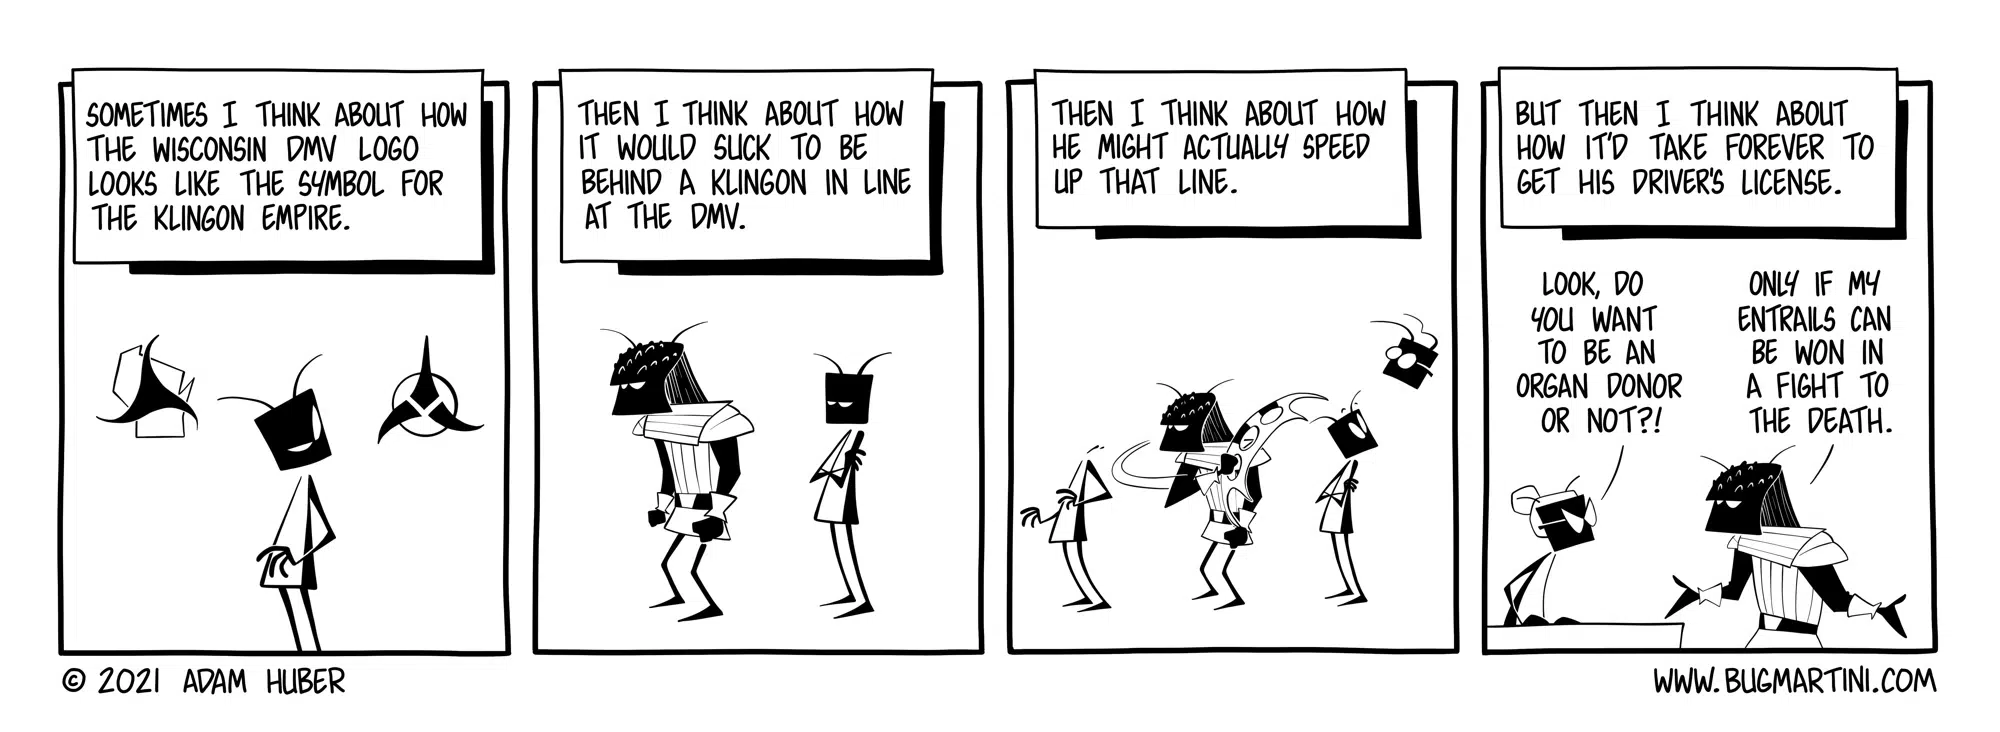 SOMETIMES I THINK ABOUT HOW
THE WISCONSIN DMV LOGO
LOOKS LIKE THE SYMBOL FOR
THE KLINGON EMPIRE.
THEN I THINK ABOUT HOW
IT WOULD SUCK TO BE
BEHIND A KLINGON IN LINE
AT THE DMV.
THEN I THINK ABOUT HOW
HE MIGHT ACTUALLY SPEED
UP THAT LINE.
BUT THEN I THINK ABOUT
HOW IT'D TAKE FOREVER TO
GET HIS DRIVER'S LICENSE.
LOOK, DO
YOU WANT
TO BE AN
ORGAN DONOR
OR NOT?!
ONLY IF MY
ENTRAILS CAN
BE WON IN
A FIGHT TO
THE DEATH.
© 2021 ADAM HUBER
WWW.BUGMARTINI.COM